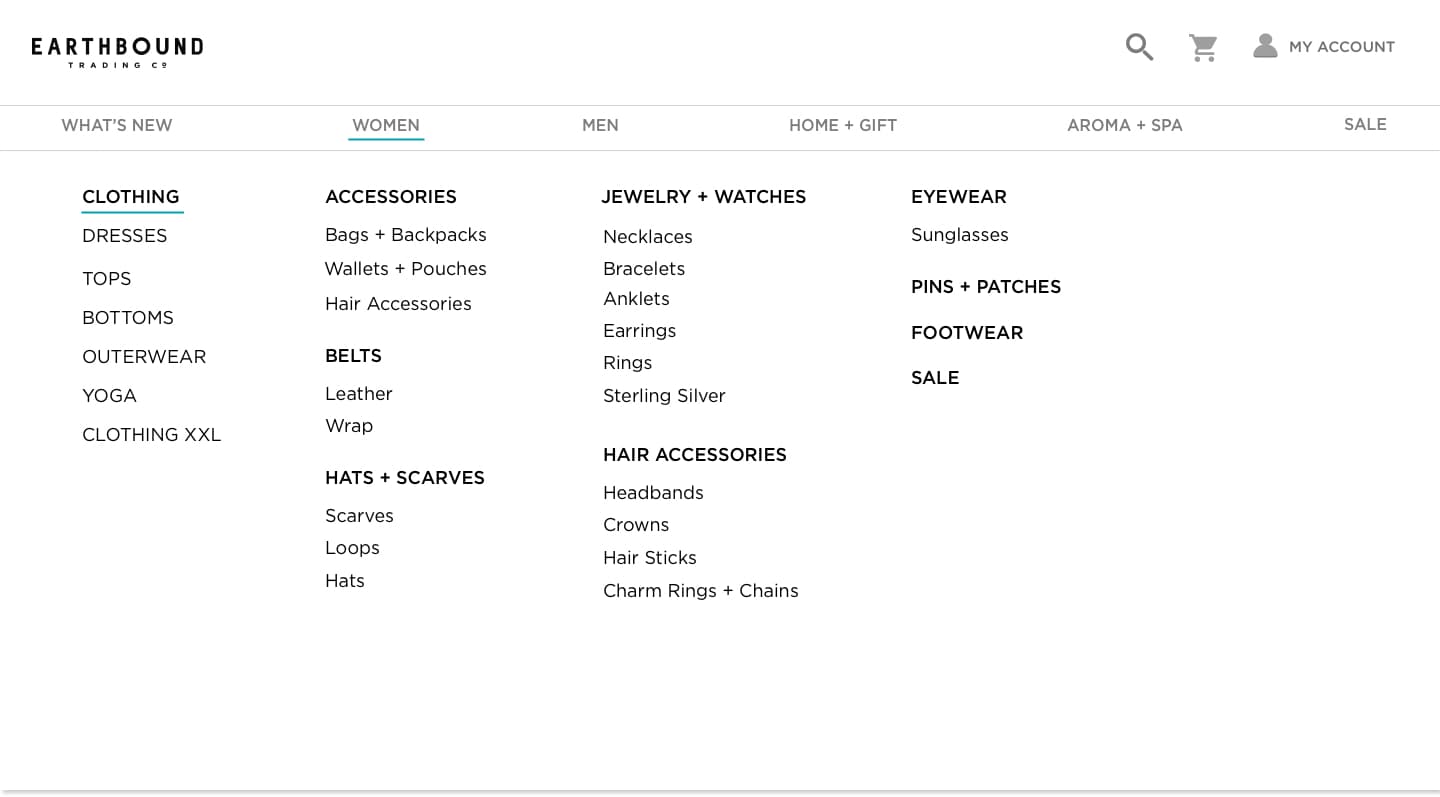 EARTHBOUND
TRADING Cº
MY ACCOUNT
WHAT'S NEW
WOMEN
MEN
HOME + GIFT
AROMA + SPA
SALE
CLOTHING
DRESSES
TOPS
BOTTOMS
OUTERWEAR
YOGA
CLOTHING XXL
ACCESSORIES
Bags + Backpacks
Wallets + Pouches
Hair Accessories
BELTS
Leather
Wrap
HATS + SCARVES
Scarves
Loops
Hats
JEWELRY + WATCHES
Necklaces
Bracelets
Anklets
Earrings
Rings
Sterling Silver
HAIR ACCESSORIES
Headbands
Crowns
Hair Sticks
Charm Rings + Chains
EYEWEAR
Sunglasses
PINS + PATCHES
FOOTWEAR
SALE